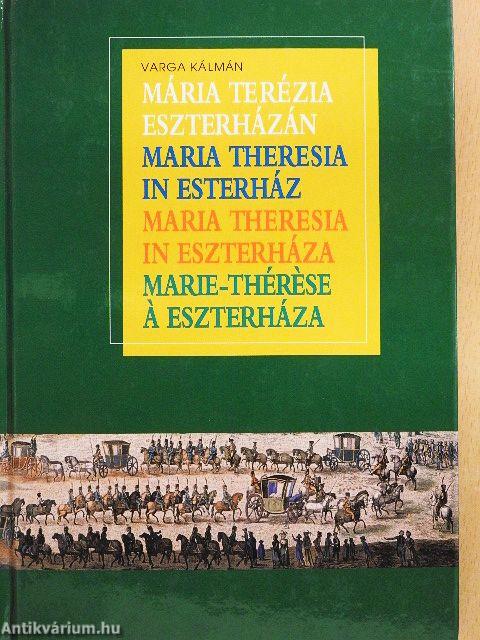 VARGA KÁLMÁN
MÁRIA TERÉZIA
ESZTERHÁZÁN
MARIA THERESIA
IN ESTERHÁZ
MARIA THERESIA
IN ESZTERHÁZA
MARIE-THÉRÈSE
À ESZTERHÁZA
Antikvárium.hu